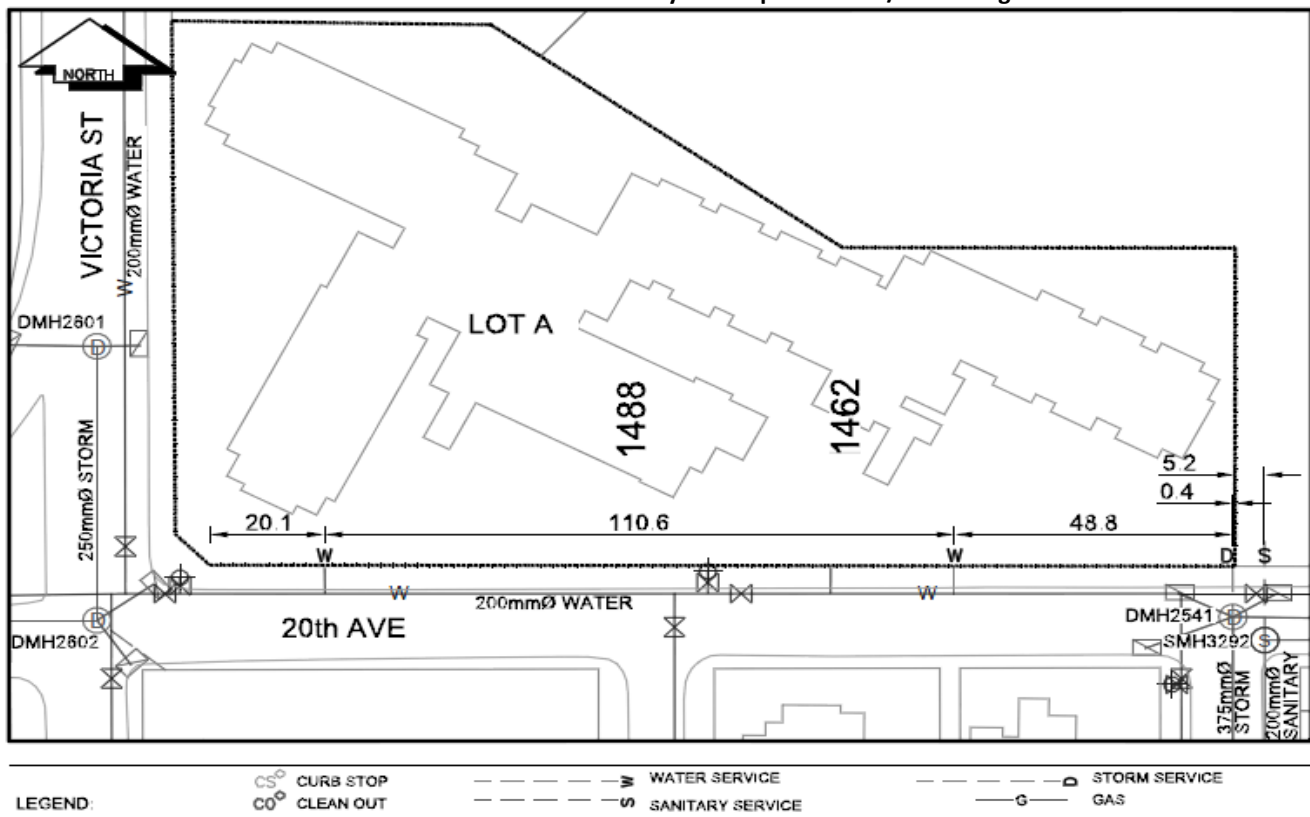 NORTH
VICTORIA ST
200mmØ WATER
W
DMH2601
D
LOT A
1488
1462
250mmØ STORM
5.2
0.4
20.1
110.6
48.8
W
W
D
S
W
200mmØ WATER
W
20th AVE
D
DMH2602
DMH2541
D
SMH3292
S
375mmØ
STORM
200mmØ
SANITARY
LEGEND:
CS CURB STOP
CO CLEAN OUT
W WATER SERVICE
S SANITARY SERVICE
D STORM SERVICE
G GAS